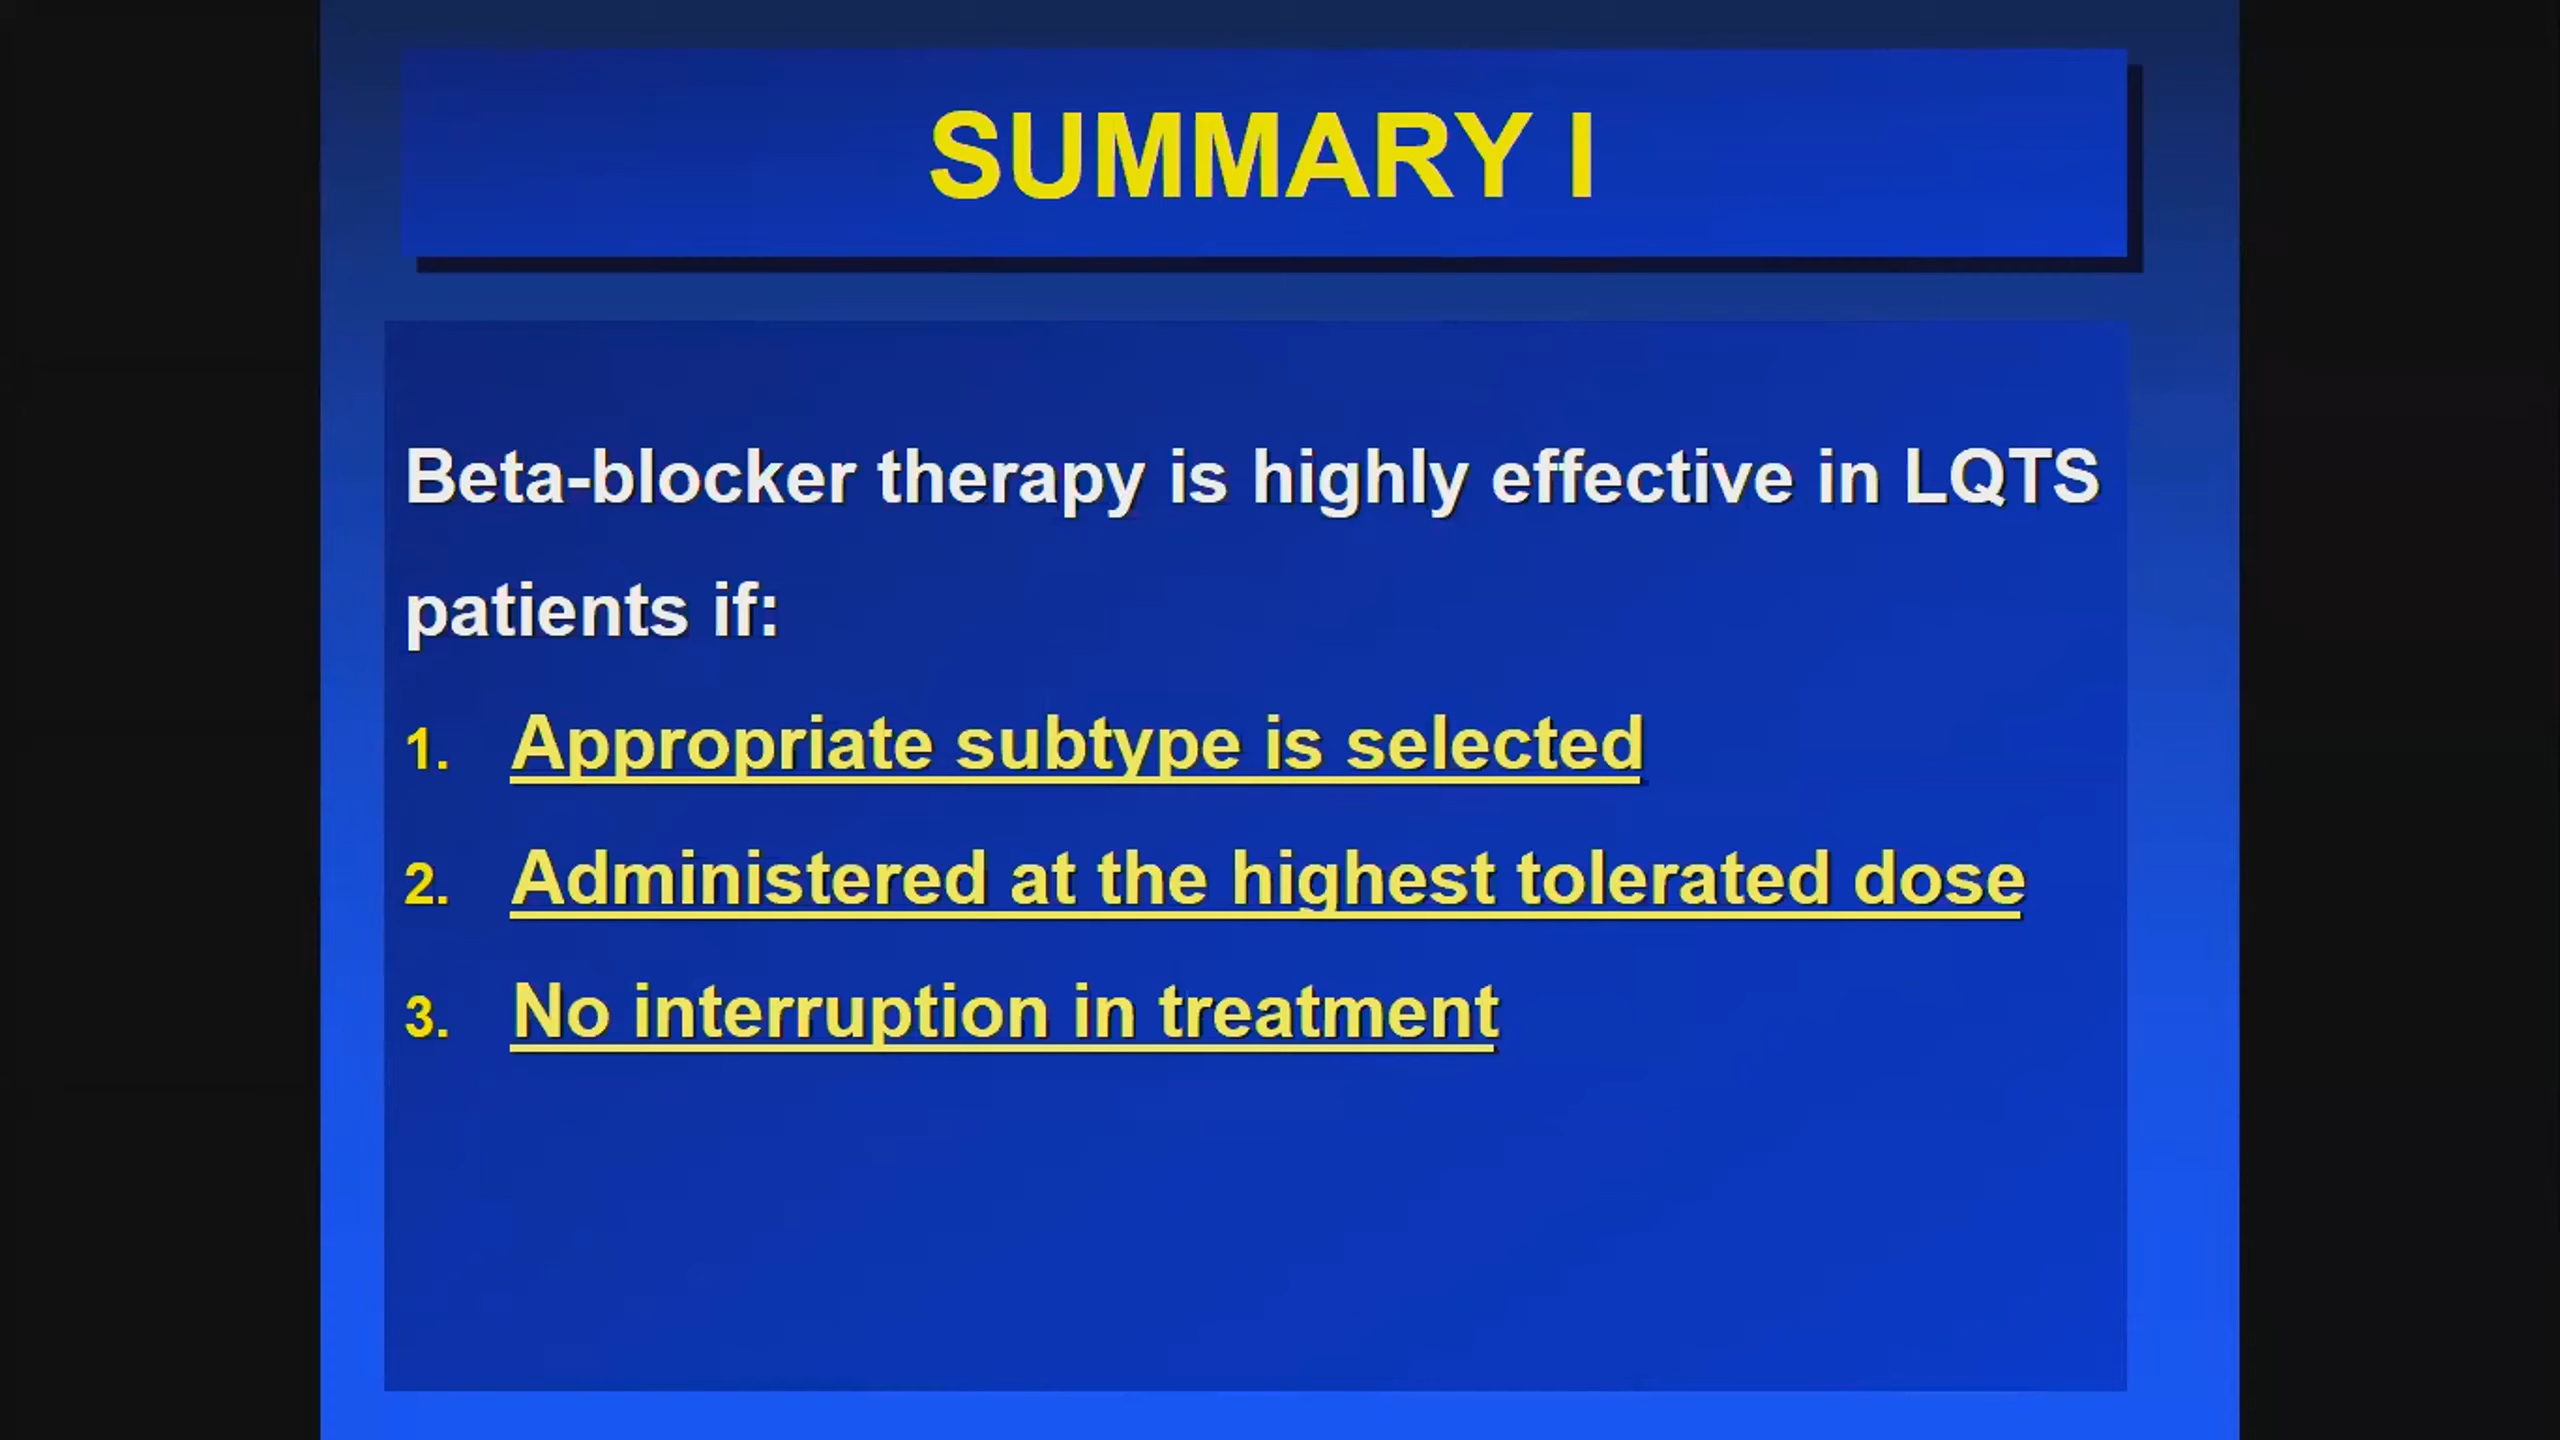 SUMMARY I
Beta-blocker therapy is highly effective in LQTS
patients if:
1. Appropriate subtype is selected
2. Administered at the highest tolerated dose
3. No interruption in treatment